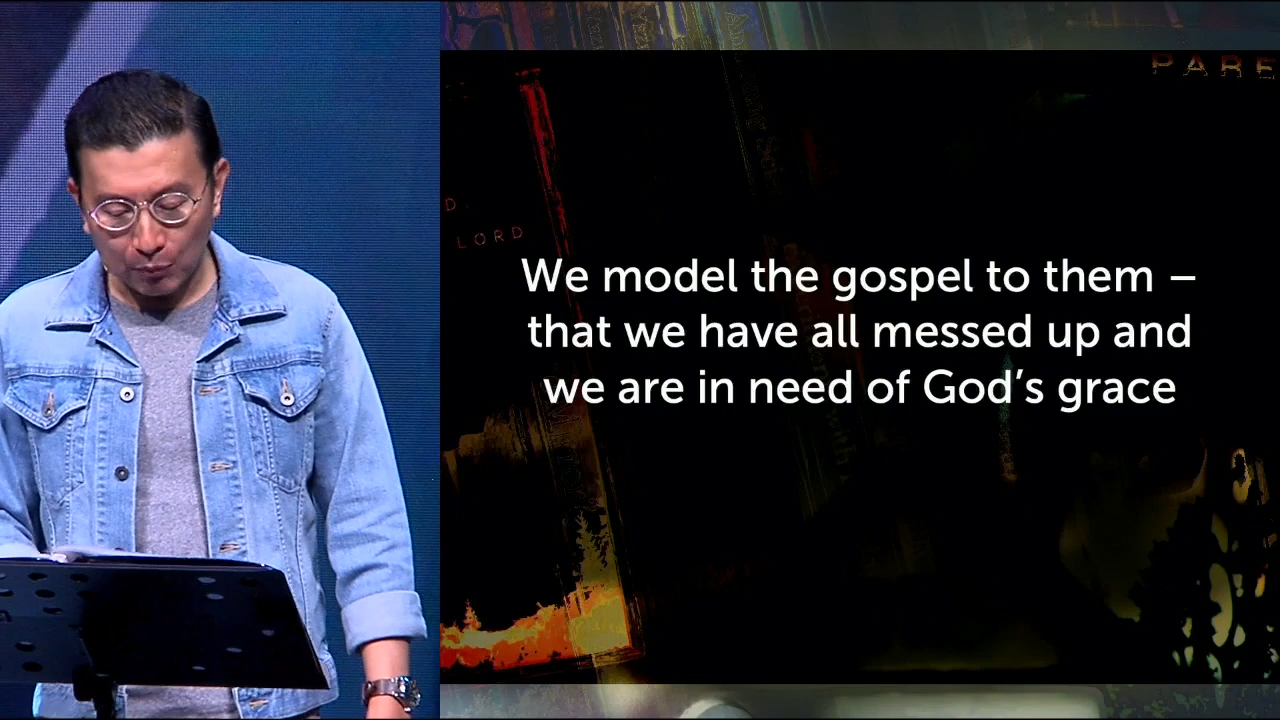 PARE
D.
LORD
We model the gospel to them –
that we have all messed up and
we are in need of God’s grace